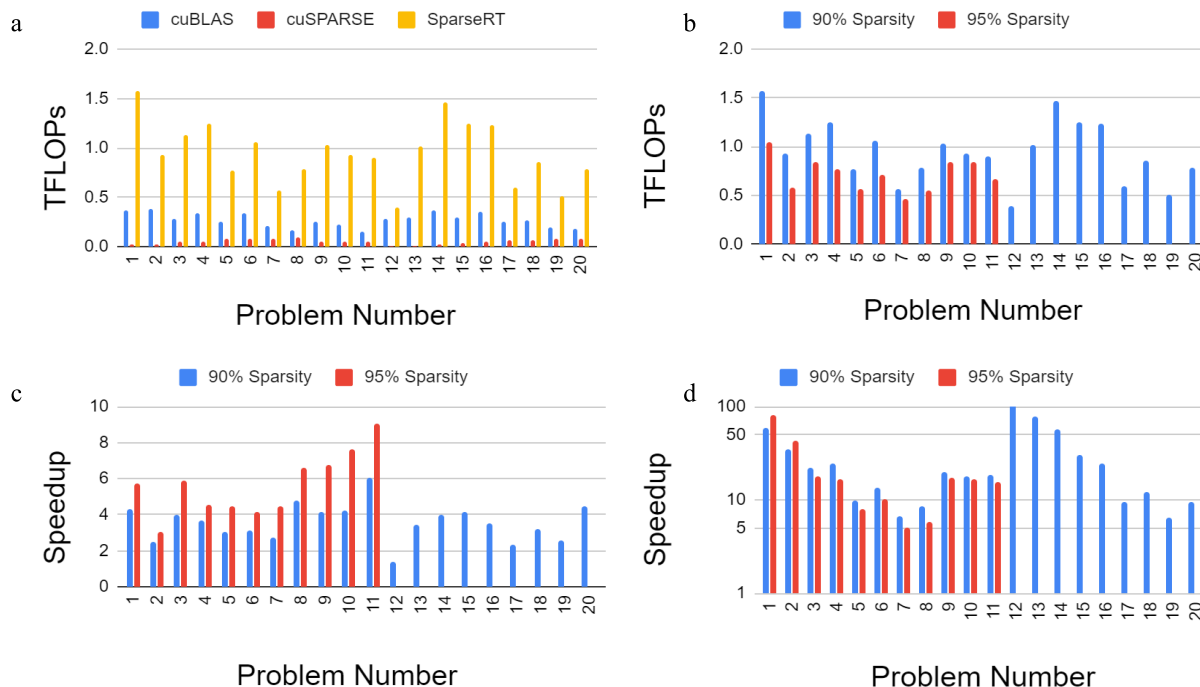 a
cuBLAS cuSPARSE SparseRT
TFLOPs
2.0
1.5
1.0
0.5
0.0
1 2 3 4 5 6 7 8 9 10 11 12 13 14 15 16 17 18 19 20
Problem Number
b
90% Sparsity 95% Sparsity
TFLOPs
2.0
1.5
1.0
0.5
0.0
1 2 3 4 5 6 7 8 9 10 11 12 13 14 15 16 17 18 19 20
Problem Number
c
90% Sparsity 95% Sparsity
Speedup
10
8
6
4
2
0
1 2 3 4 5 6 7 8 9 10 11 12 13 14 15 16 17 18 19 20
Problem Number
d
90% Sparsity 95% Sparsity
Speedup
100
50
10
5
1
1 2 3 4 5 6 7 8 9 10 11 12 13 14 15 16 17 18 19 20
Problem Number